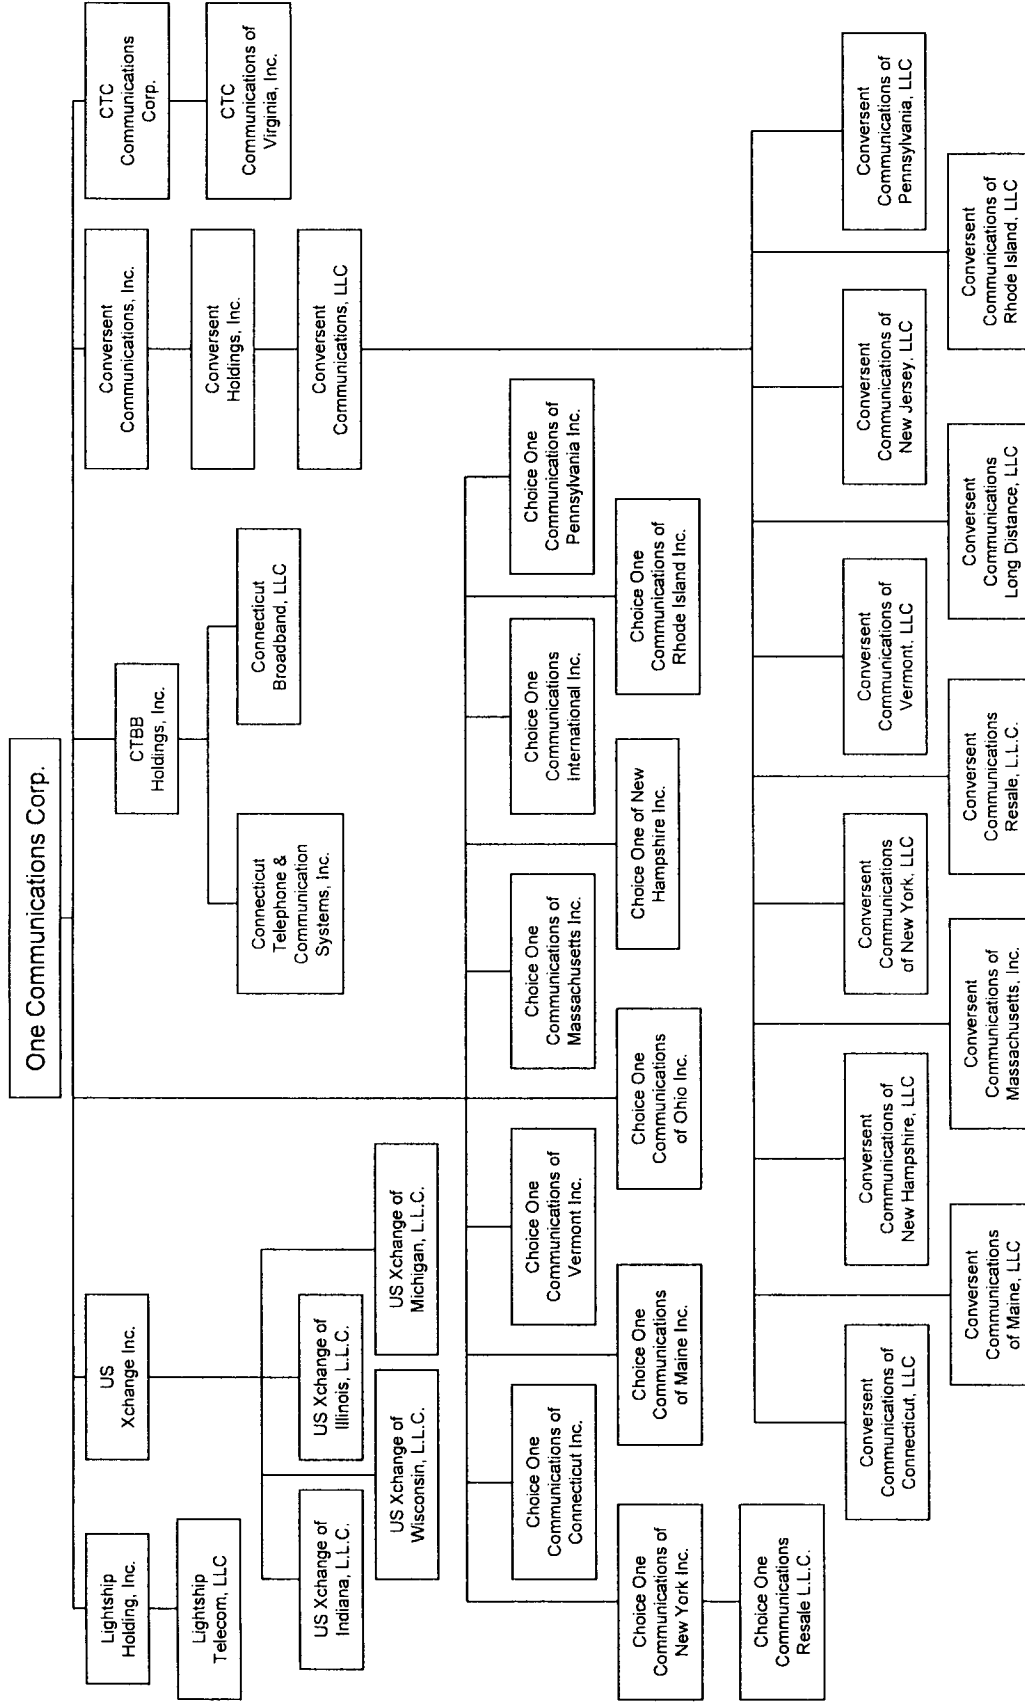 One Communications Corp.
Lightship
Holding, Inc.
US
Xchange Inc.
CTBB
Holdings, Inc.
Conversent
Communications, Inc.
CTC
Communications
Corp.
Lightship
Telecom, LLC
Conversent
Holdings, Inc.
CTC
Communications of
Virginia, Inc.
Connecticut
Telephone &
Communication
Systems, Inc.
Connecticut
Broadband, LLC
Conversent
Communications, LLC
US Xchange of
Indiana, L.L.C.
US Xchange of
Illinois, L.L.C.
US Xchange of
Wisconsin, L.L.C.
US Xchange of
Michigan, L.L.C.
Choice One
Communications of
Connecticut Inc.
Choice One
Communications of
Vermont Inc.
Choice One
Communications of
Massachusetts Inc.
Choice One
Communications
International Inc.
Choice One
Communications of
Pennsylvania Inc.
Choice One
Communications of
New York Inc.
Choice One
Communications
of Maine Inc.
Choice One
Communications
of Ohio Inc.
Choice One of New
Hampshire Inc.
Choice One
Communications of
Rhode Island Inc.
Choice One
Communications
Resale L.L.C.
Conversent
Communications of
Connecticut, LLC
Conversent
Communications of
New Hampshire, LLC
Conversent
Communications
of New York, LLC
Conversent
Communications of
Vermont, LLC
Conversent
Communications of
New Jersey, LLC
Conversent
Communications of
Pennsylvania, LLC
Conversent
Communications
of Maine, LLC
Conversent
Communications of
Massachusetts, Inc.
Conversent
Communications
Resale, L.L.C.
Conversent
Communications
Long Distance, LLC
Conversent
Communications of
Rhode Island, LLC